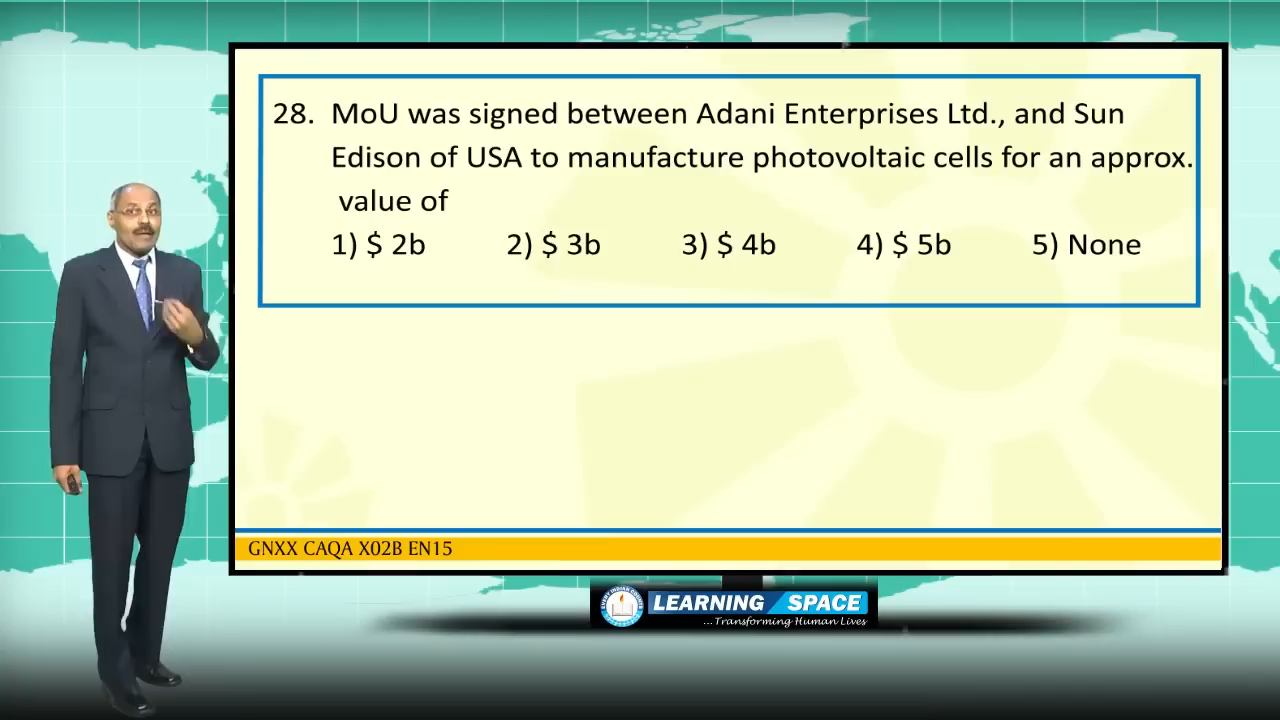 28. MoU was signed between Adani Enterprises Ltd., and Sun
Edison of USA to manufacture photovoltaic cells for an approx.
value of
1) $ 2b 2) $ 3b 3) $ 4b 4) $ 5b 5) None
GNXX CAQA X02B EN15
LEARNING SPACE
...Transforming Human Lives